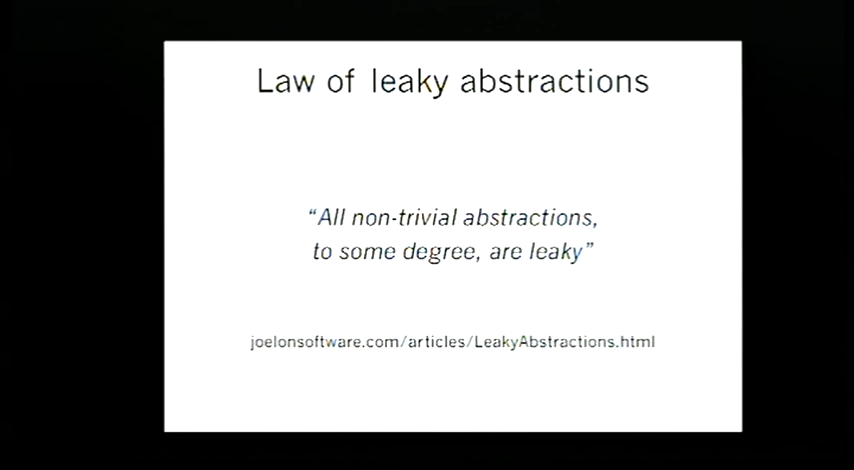 Law of leaky abstractions
“All non-trivial abstractions,
to some degree, are leaky”
joelonsoftware.com/articles/LeakyAbstractions.html